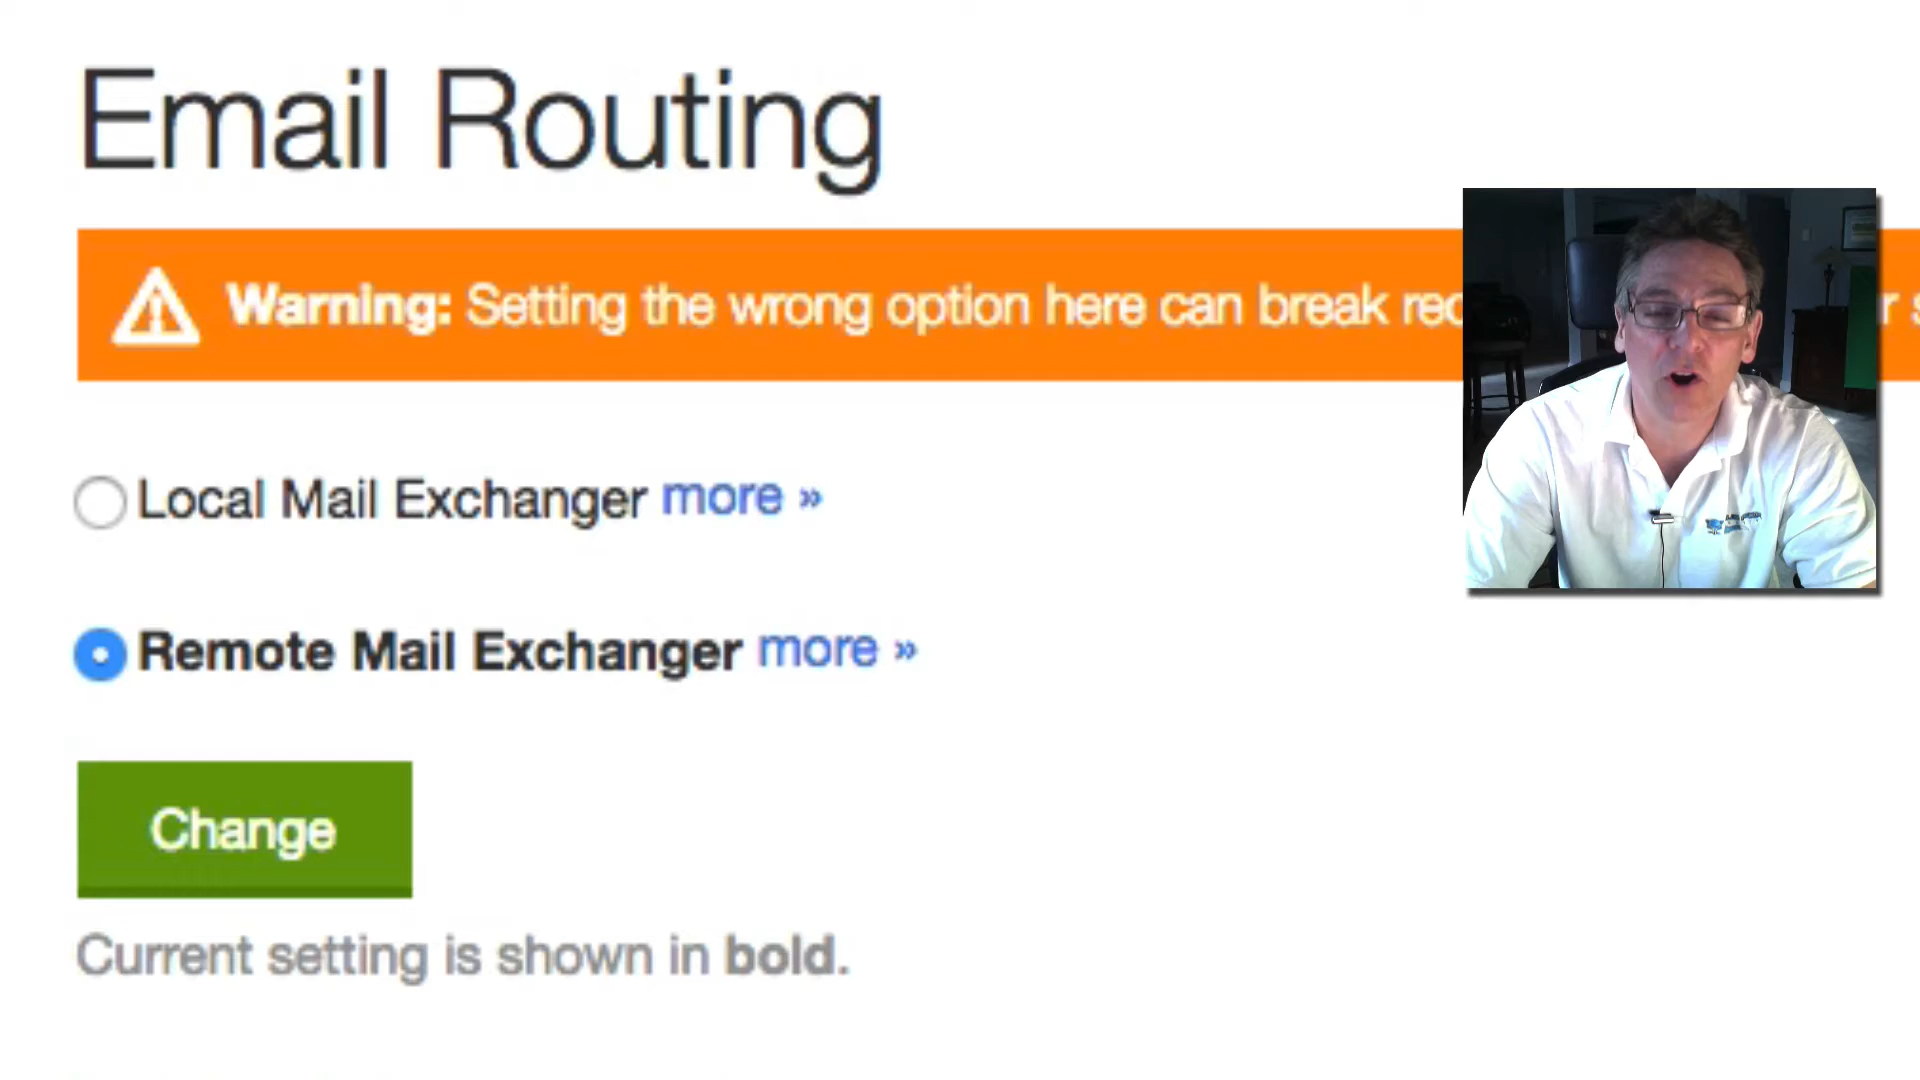 Email Routing
Warning: Setting the wrong option here can break
Local Mail Exchanger more »
Remote Mail Exchanger more »
Change
Current setting is shown in bold.